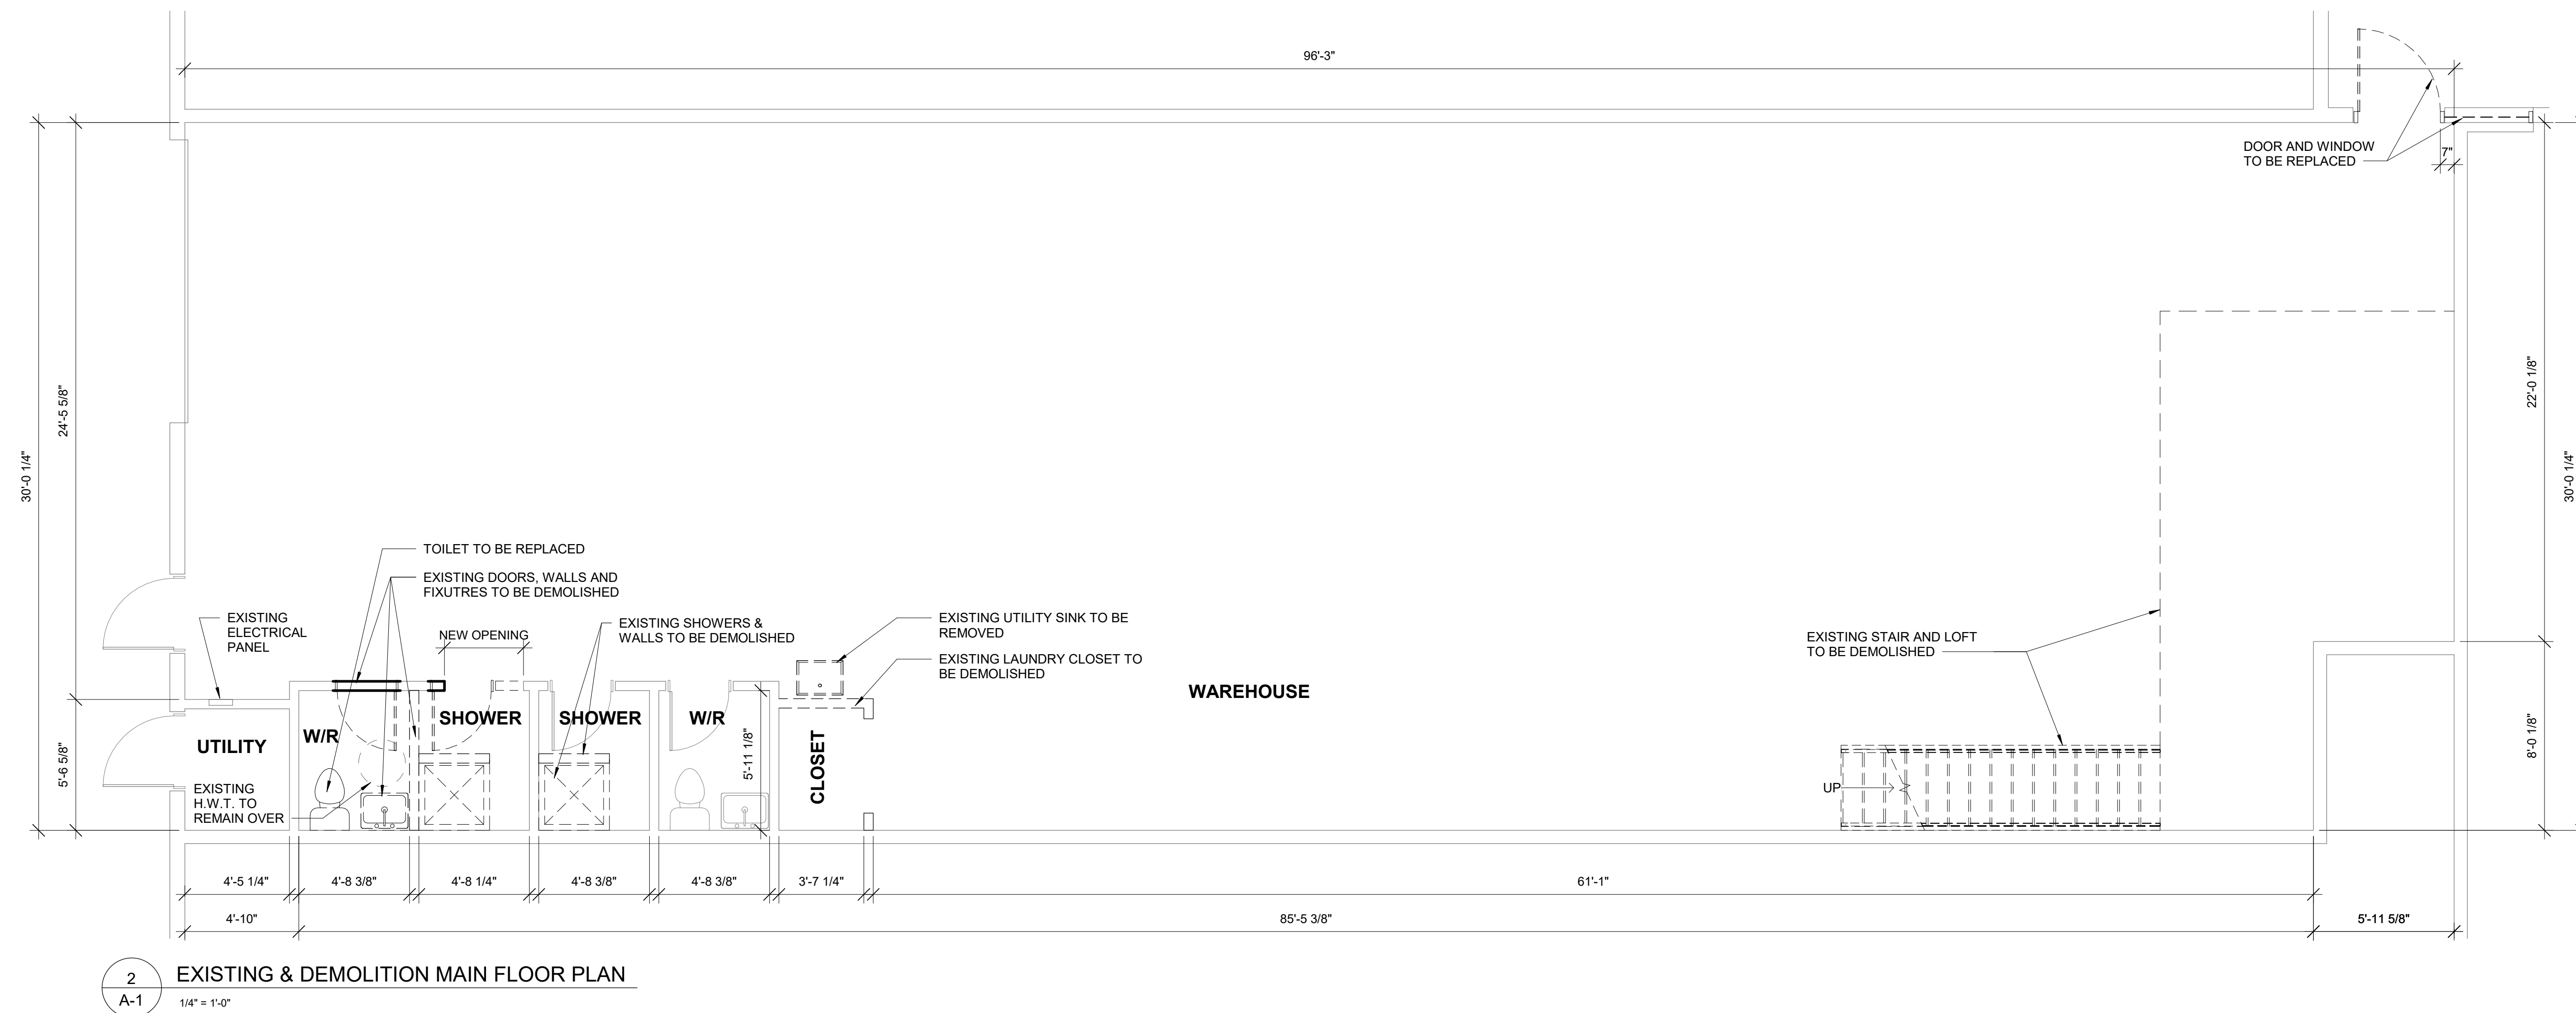 96'-3"
DOOR AND WINDOW
TO BE REPLACED
7"
30'-0 1/4"
24'-5 5/8"
5'-6 5/8"
22'-0 1/8"
30'-0 1/4"
8'-0 1/8"
TOILET TO BE REPLACED
EXISTING DOORS, WALLS AND
FIXUTRES TO BE DEMOLISHED
EXISTING
ELECTRICAL
PANEL
NEW OPENING
EXISTING SHOWERS &
WALLS TO BE DEMOLISHED
EXISTING UTILITY SINK TO BE
REMOVED
EXISTING LAUNDRY CLOSET TO
BE DEMOLISHED
EXISTING STAIR AND LOFT
TO BE DEMOLISHED
WAREHOUSE
UTILITY
W/R
SHOWER
SHOWER
W/R
5'-11 1/8"
CLOSET
EXISTING
H.W.T. TO
REMAIN OVER
UP
4'-5 1/4"
4'-8 3/8"
4'-8 1/4"
4'-8 3/8"
4'-8 3/8"
3'-7 1/4"
61'-1"
4'-10"
85'-5 3/8"
5'-11 5/8"
2
A-1
EXISTING & DEMOLITION MAIN FLOOR PLAN
1/4" = 1'-0"